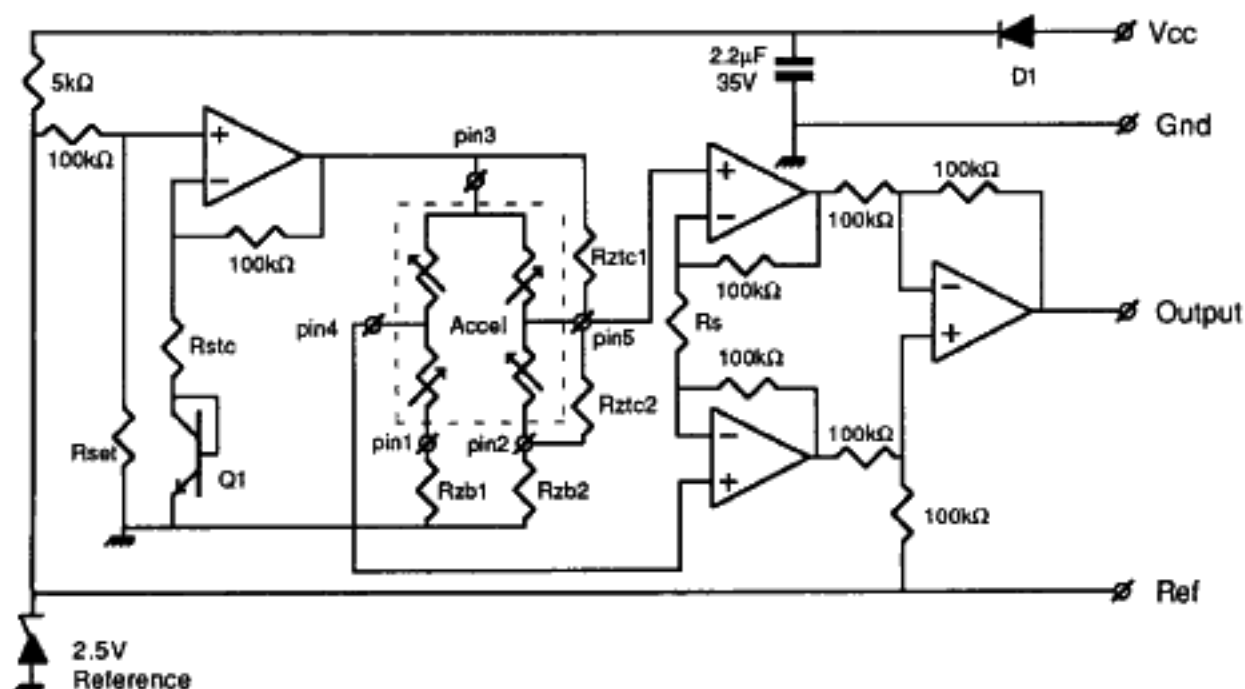 Vcc
2.2µF
35V
D1
5kΩ
Gnd
pin3
100kΩ
+
−
+
−
100kΩ
100kΩ
100kΩ
Rztc1
100kΩ
−
+
Output
Rstc
pin4
Accel
pin5
Rs
100kΩ
Rztc2
Rset
Q1
pin1
pin2
−
+
100kΩ
Rzb1
Rzb2
100kΩ
Ref
2.5V
Reference